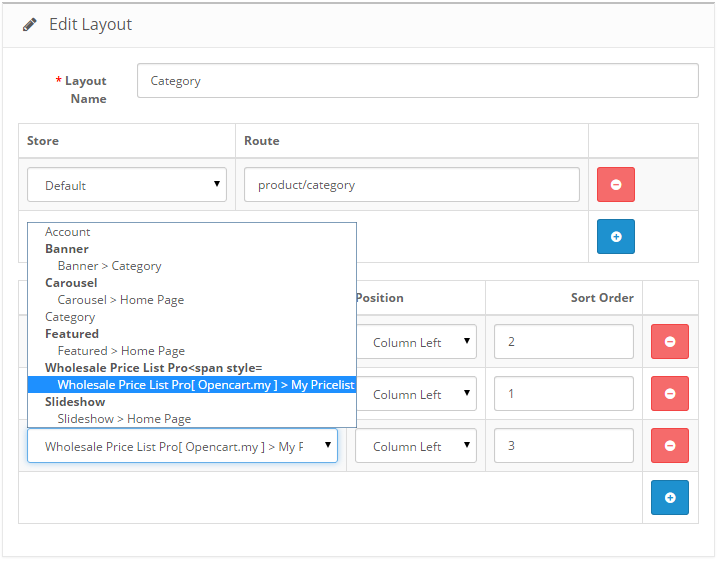 Edit Layout
* Layout Name
Category
Store Route
Default product/category
Account
Banner
Banner > Category
Carousel
Carousel > Home Page
Category
Featured
Featured > Home Page
Wholesale Price List Pro<span style=
Wholesale Price List Pro[ Opencart.my ] > My Pricelist
Slideshow
Slideshow > Home Page
Position Sort Order
Column Left 2
Column Left 1
Wholesale Price List Pro[ Opencart.my ] > My P Column Left 3